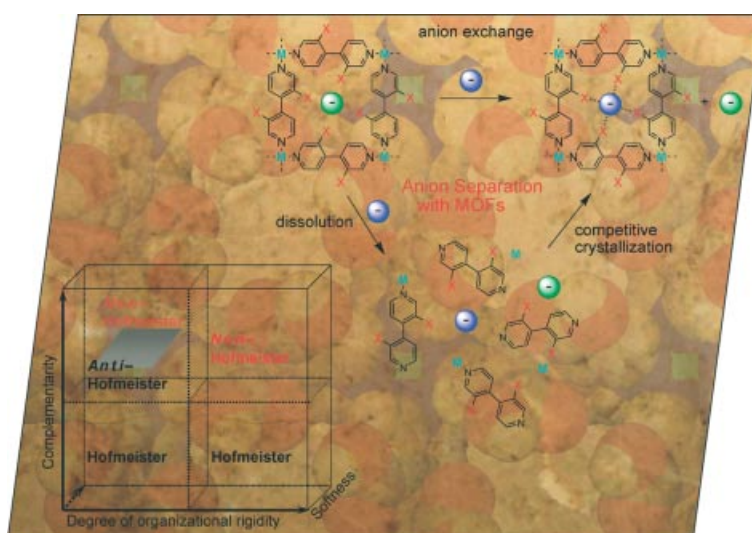 anion exchange
Anion Separation
with MOFs
dissolution
competitive
crystallization
Complementarity
Non-
Hofmeister
Anti–
Hofmeister
Non-
Hofmeister
Hofmeister
Hofmeister
Softness
Degree of organizational rigidity
M
M
M
M
N
N
N
N
N
N
N
N
X
X
X
X
X
X
X
X
-
-
-
+
-
M
M
M
M
N
N
N
N
N
N
N
N
X
X
X
X
X
X
X
X
-
-
-
M
M
M
M
N
N
N
N
N
N
N
N
X
X
X
X
X
X
X
X